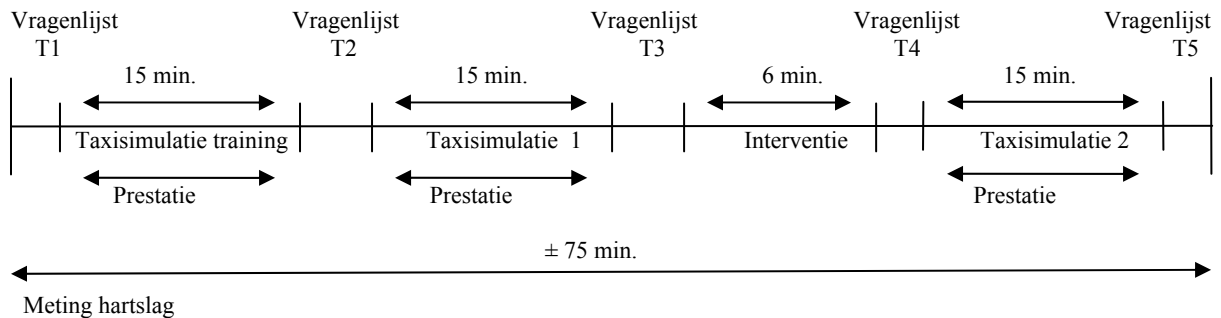 Vragenlijst Vragenlijst Vragenlijst Vragenlijst Vragenlijst
T1 T2 T3 T4 T5
15 min. 15 min. 6 min. 15 min.
Taxisimulatie training Taxisimulatie 1 Interventie Taxisimulatie 2
Prestatie Prestatie Prestatie
± 75 min.
Meting hartslag